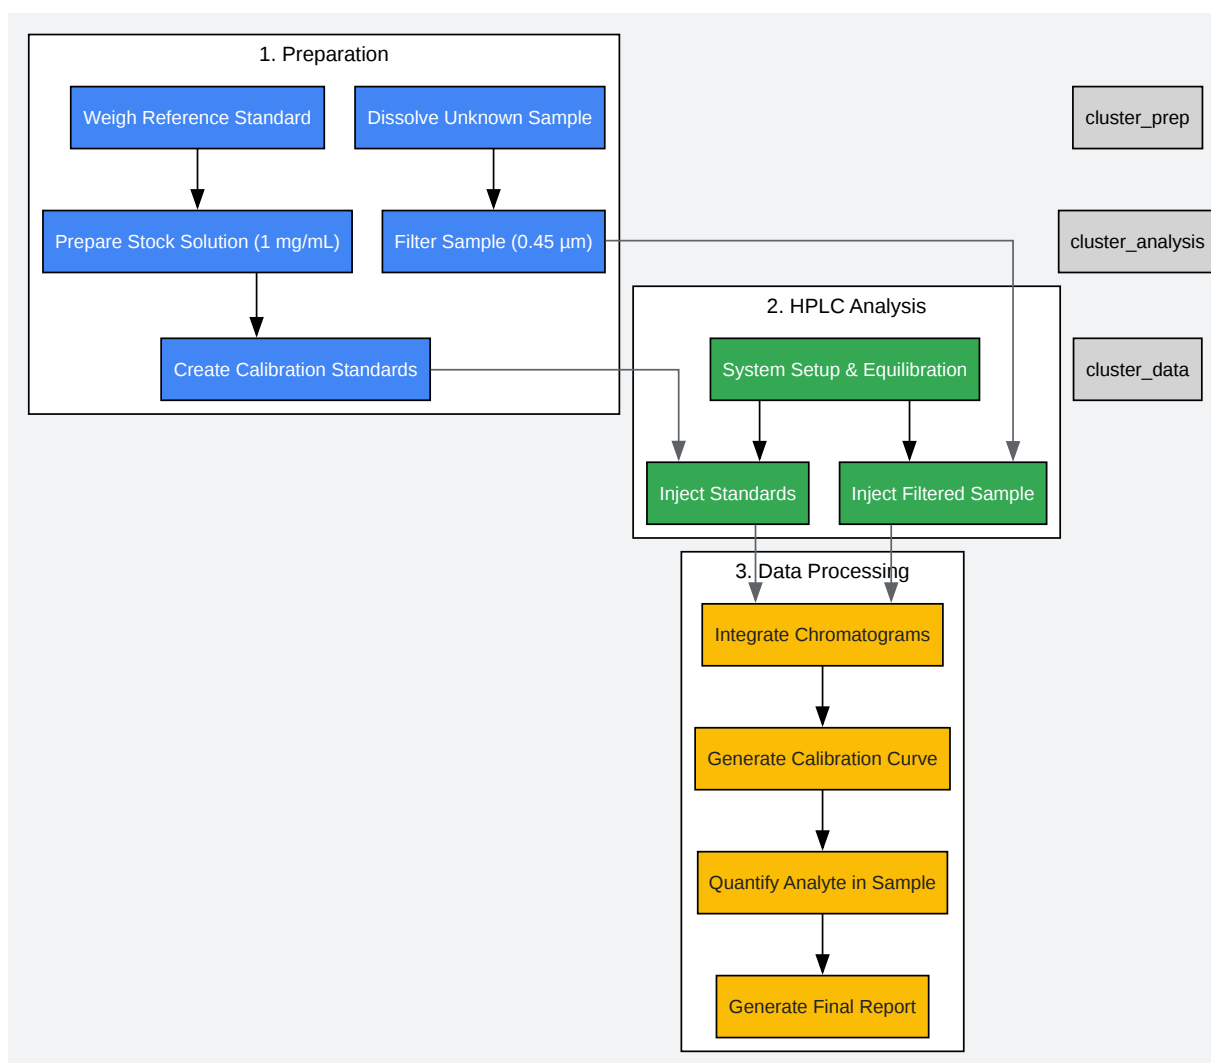 1. Preparation
Weigh Reference Standard
Dissolve Unknown Sample
cluster_prep
Prepare Stock Solution (1 mg/mL)
Filter Sample (0.45 µm)
cluster_analysis
2. HPLC Analysis
Create Calibration Standards
System Setup & Equilibration
cluster_data
Inject Standards
Inject Filtered Sample
3. Data Processing
Integrate Chromatograms
Generate Calibration Curve
Quantify Analyte in Sample
Generate Final Report